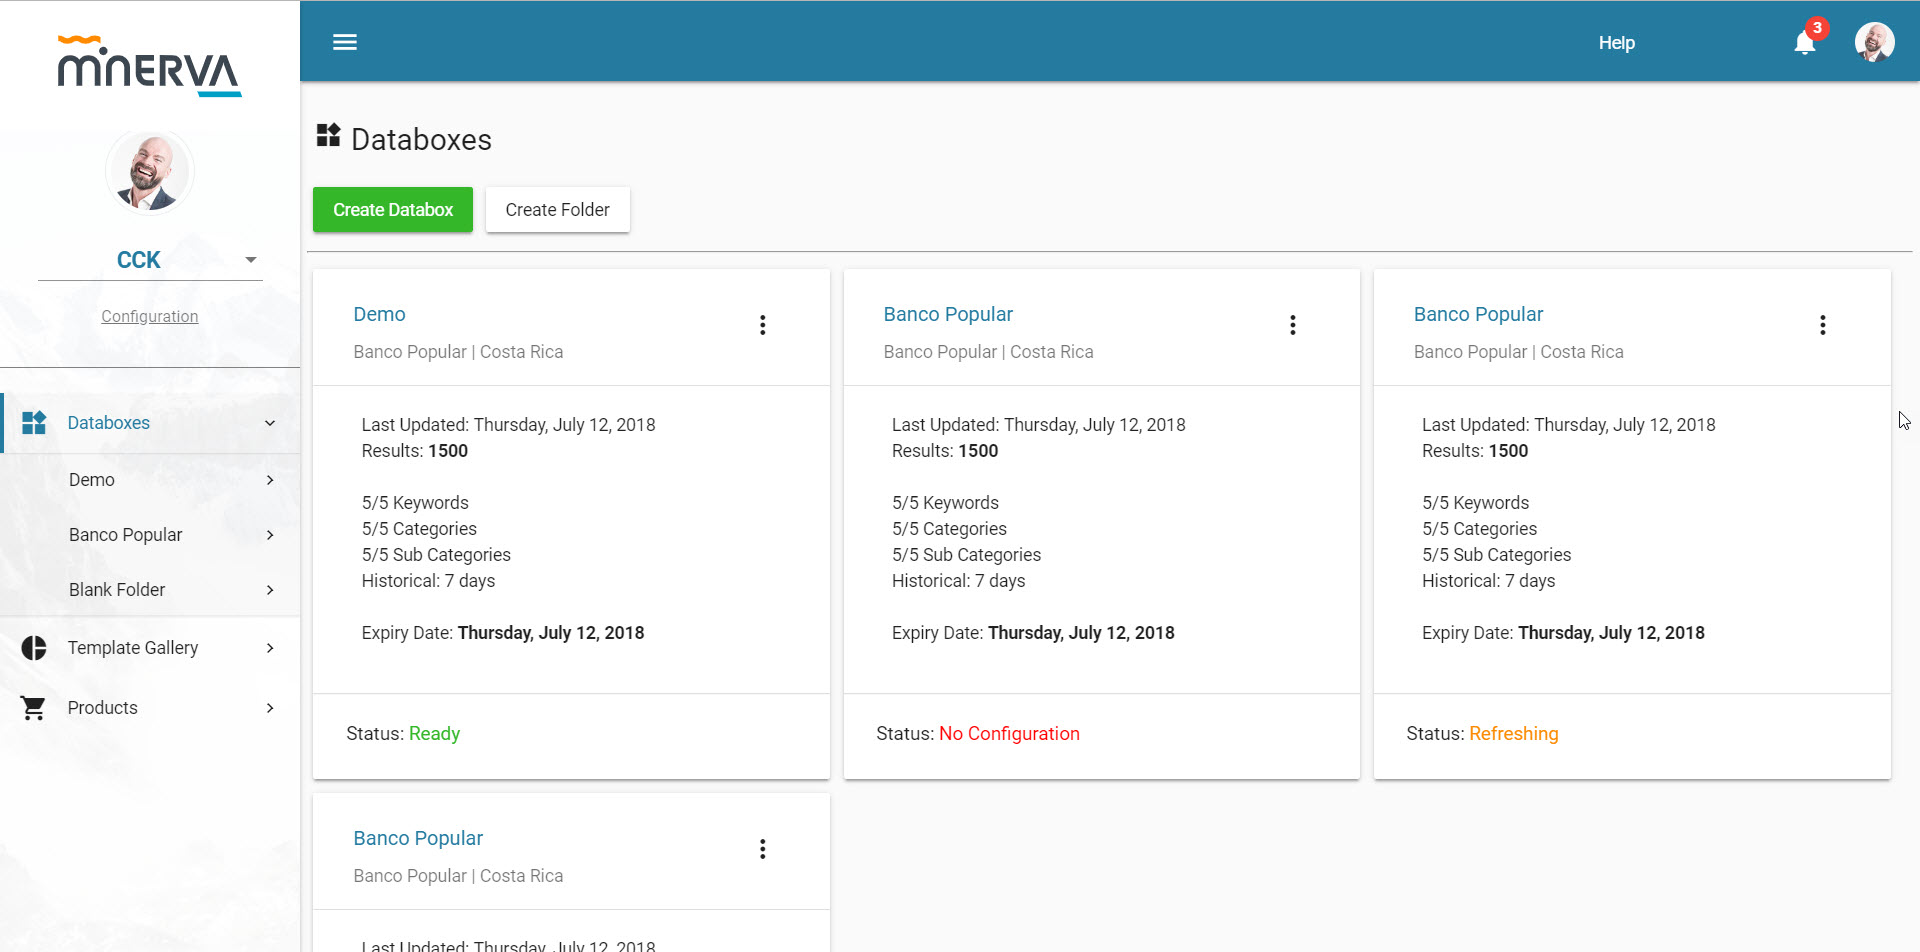 MINERVA
Help
3
CCK
Configuration
Databoxes
Demo
Banco Popular
Blank Folder
Template Gallery
Products
Databoxes
Create Databox
Create Folder
Demo
Banco Popular | Costa Rica
Last Updated: Thursday, July 12, 2018
Results: 1500
5/5 Keywords
5/5 Categories
5/5 Sub Categories
Historical: 7 days
Expiry Date: Thursday, July 12, 2018
Status: Ready
Banco Popular
Banco Popular | Costa Rica
Last Updated: Thursday, July 12, 2018
Results: 1500
5/5 Keywords
5/5 Categories
5/5 Sub Categories
Historical: 7 days
Expiry Date: Thursday, July 12, 2018
Status: No Configuration
Banco Popular
Banco Popular | Costa Rica
Last Updated: Thursday, July 12, 2018
Results: 1500
5/5 Keywords
5/5 Categories
5/5 Sub Categories
Historical: 7 days
Expiry Date: Thursday, July 12, 2018
Status: Refreshing
Banco Popular
Banco Popular | Costa Rica
Last Updated: Thursday, July 12, 2018